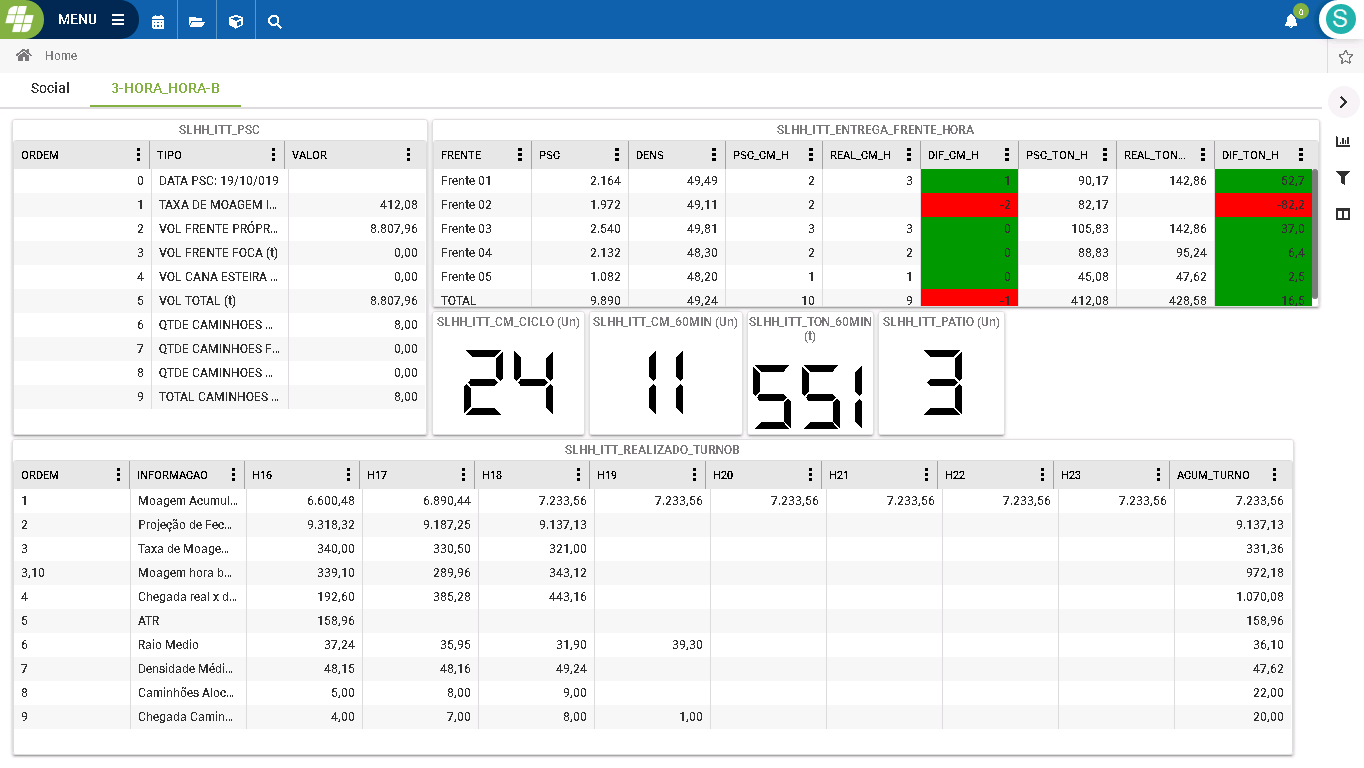 MENU
0
S
Home
Social 3-HORA_HORA-B
SLHH_ITT_PSC
ORDEM TIPO VALOR
0 DATA PSC: 19/10/019
1 TAXA DE MOAGEM I... 412,08
2 VOL FRENTE PRÓPR... 8.807,96
3 VOL FRENTE FOCA (t) 0,00
4 VOL CANA ESTEIRA ... 0,00
5 VOL TOTAL (t) 8.807,96
6 QTDE CAMINHOES ... 8,00
7 QTDE CAMINHOES F... 0,00
8 QTDE CAMINHOES ... 0,00
9 TOTAL CAMINHOES ... 8,00
SLHH_ITT_ENTREGA_FRENTE_HORA
FRENTE PSC DENS PSC_CM_H REAL_CM_H DIF_CM_H PSC_TON_H REAL_TON... DIF_TON_H
Frente 01 2.164 49,49 2 3 1 90,17 142,86 52,7
Frente 02 1.972 49,11 2 -2 82,17 -82,2
Frente 03 2.540 49,81 3 3 0 105,83 142,86 37,0
Frente 04 2.132 48,30 2 2 0 88,83 95,24 6,4
Frente 05 1.082 48,20 1 1 0 45,08 47,62 2,5
TOTAL 9.890 49,24 10 9 -1 412,08 428,58 16,5
SLHH_ITT_CM_CICLO (Un)
24
SLHH_ITT_CM_60MIN (Un)
11
SLHH_ITT_TON_60MIN
(t)
551
SLHH_ITT_PATIO (Un)
3
SLHH_ITT_REALIZADO_TURNOB
ORDEM INFORMACAO H16 H17 H18 H19 H20 H21 H22 H23 AGUM_TURNO
1 Moagem Acumul... 6.600,48 6.890,44 7.233,56 7.233,56 7.233,56 7.233,56 7.233,56 7.233,56 7.233,56
2 Projeção de Fec... 9.318,32 9.187,25 9.137,13 9.137,13
3 Taxa de Moage... 340,00 330,50 321,00 331,36
3,10 Moagem hora b... 339,10 289,96 343,12 972,18
4 Chegada real x d... 192,60 385,28 443,16 1.070,08
5 ATR 158,96 158,96
6 Raio Medio 37,24 35,95 31,90 39,30 36,10
7 Densidade Médi... 48,15 48,16 49,24 47,62
8 Caminhões Aloc... 5,00 8,00 9,00 22,00
9 Chegada Camin... 4,00 7,00 8,00 1,00 20,00